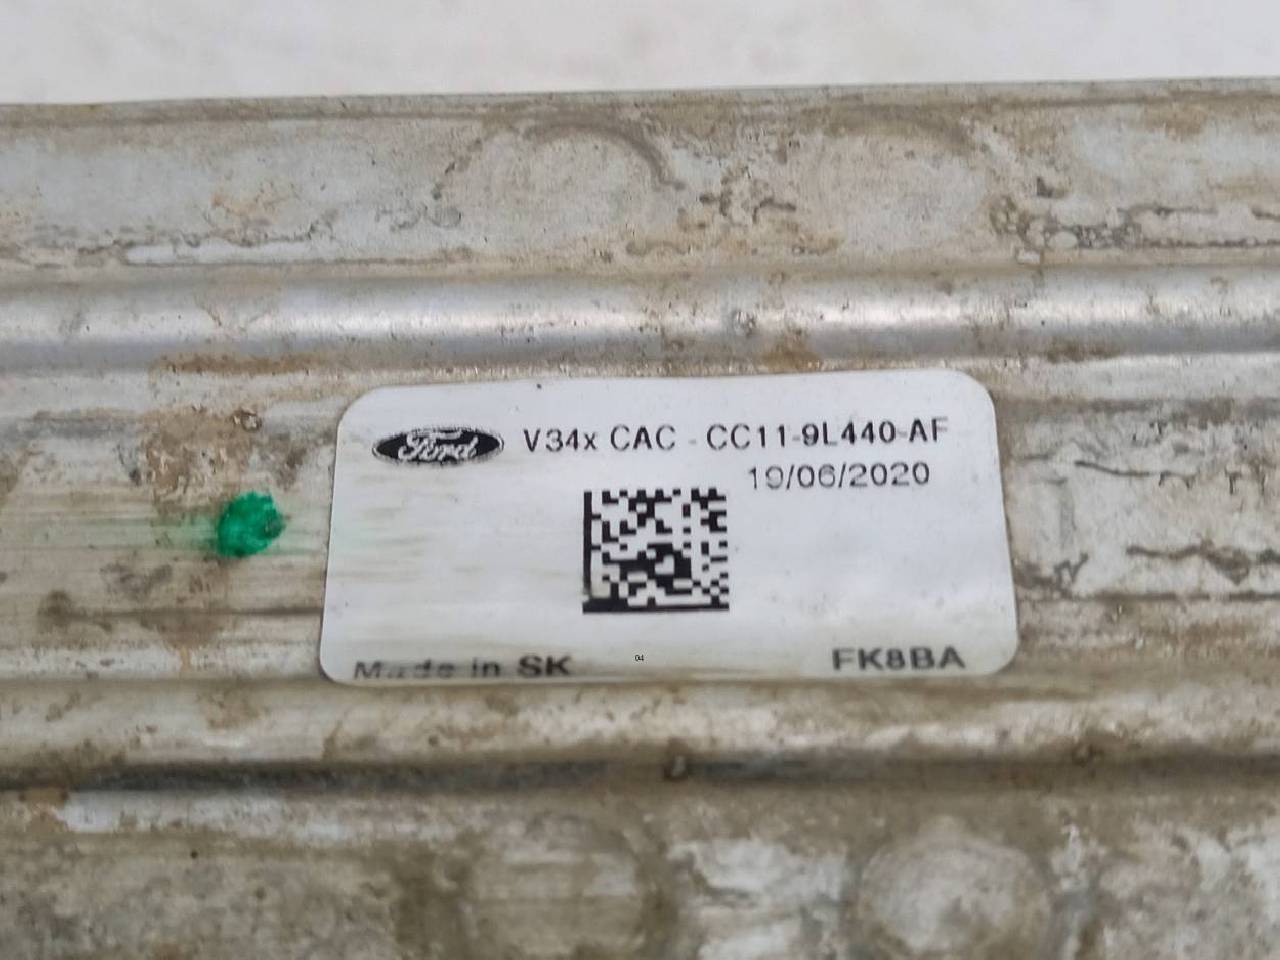 Ford V34x CAC - CC11-9L440-AF
19/06/2020
Made in SK
FK8BA